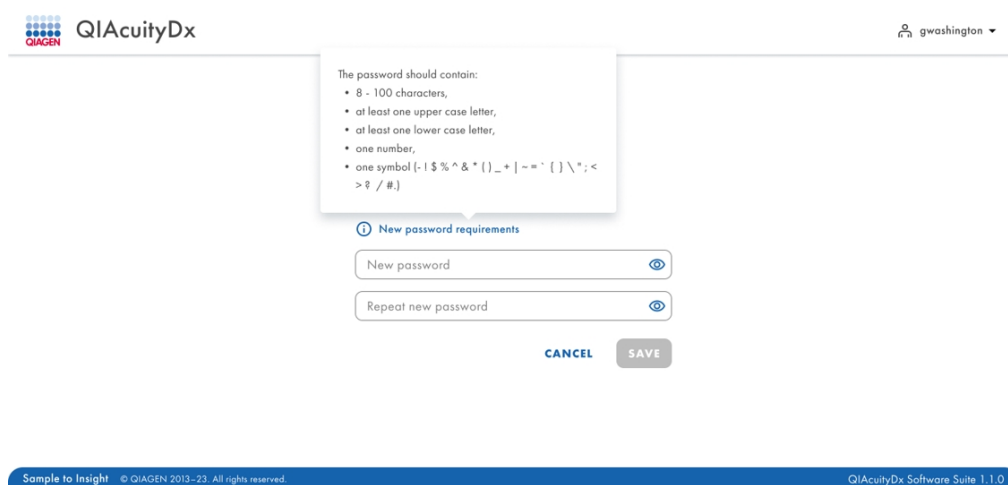 QIAGEN
QIAcuityDx
gwashington
The password should contain:
• 8 - 100 characters,
• at least one upper case letter,
• at least one lower case letter,
• one number,
• one symbol (- ! $ % ^ & * ( ) _ + | ~ = ` { } \ " ; <
> ? / #.)
New password requirements
New password
Repeat new password
CANCEL SAVE
Sample to Insight © QIAGEN 2013–23. All rights reserved. QIAcuityDx Software Suite 1.1.0